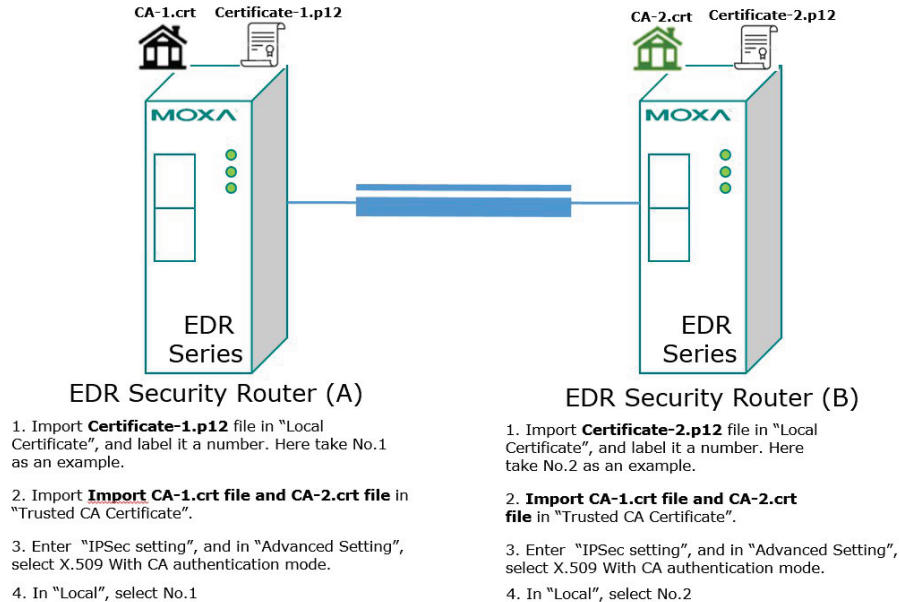 CA-1.crt Certificate-1.p12
MOXA
EDR
Series
EDR Security Router (A)
1. Import Certificate-1.p12 file in “Local
Certificate”, and label it a number. Here take No.1
as an example.
2. Import Import CA-1.crt file and CA-2.crt file in
“Trusted CA Certificate”.
3. Enter “IPSec setting”, and in “Advanced Setting”,
select X.509 With CA authentication mode.
4. In “Local”, select No.1
CA-2.crt Certificate-2.p12
MOXA
EDR
Series
EDR Security Router (B)
1. Import Certificate-2.p12 file in “Local
Certificate”, and label it a number. Here
take No.2 as an example.
2. Import CA-1.crt file and CA-2.crt
file in “Trusted CA Certificate”.
3. Enter “IPSec setting”, and in “Advanced Setting”,
select X.509 With CA authentication mode.
4. In “Local”, select No.2